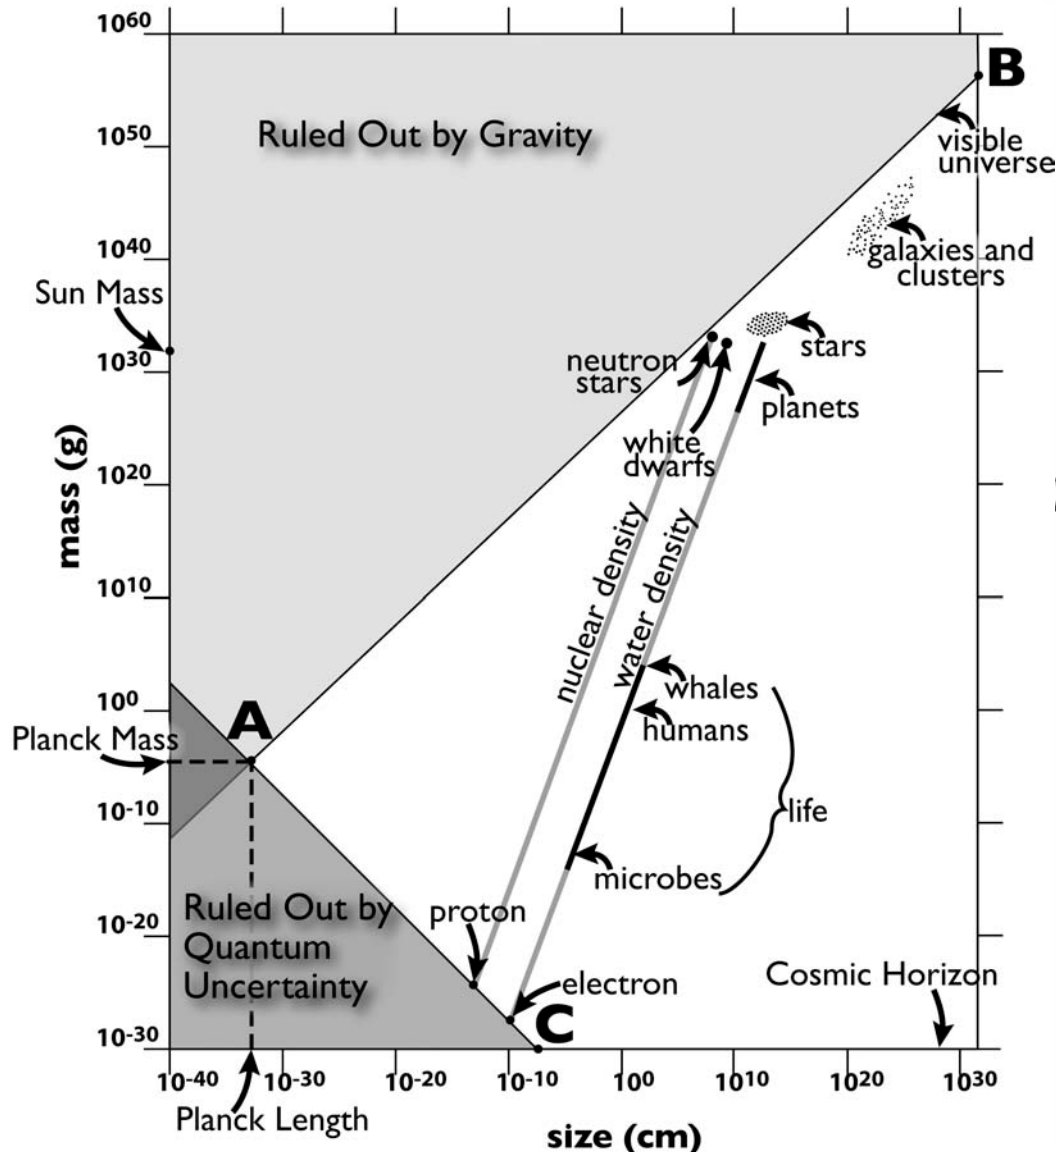 10^60
B
Ruled Out by Gravity
10^50
visible
universe
10^40
galaxies and
clusters
Sun Mass
10^30
neutron
stars
stars
planets
white
dwarfs
mass (g)
10^20
nuclear density
water density
10^10
whales
10^0
A
humans
Planck Mass
10^-10
life
microbes
Ruled Out by
Quantum
Uncertainty
proton
10^-20
electron
Cosmic Horizon
C
10^-30
10^-40 10^-30 10^-20 10^-10 10^0 10^10 10^20 10^30
Planck Length
size (cm)